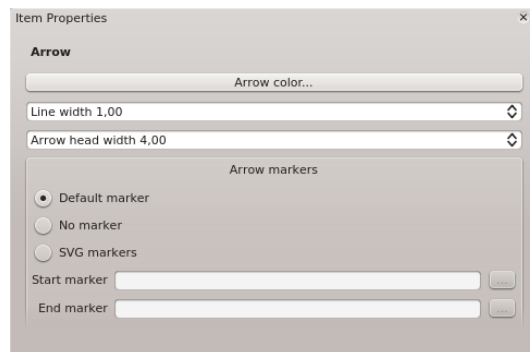 Item Properties ×
Arrow
Arrow color...
Line width 1,00
Arrow head width 4,00
Arrow markers
Default marker
No marker
SVG markers
Start marker ...
End marker ...